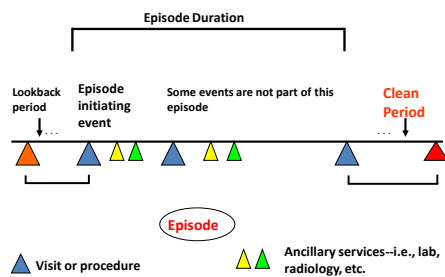 Episode Duration
Lookback
period
...
Episode
initiating
event
Some events are not part of this
episode
Clean
Period
...
Episode
Visit or procedure
Ancillary services--i.e., lab,
radiology, etc.